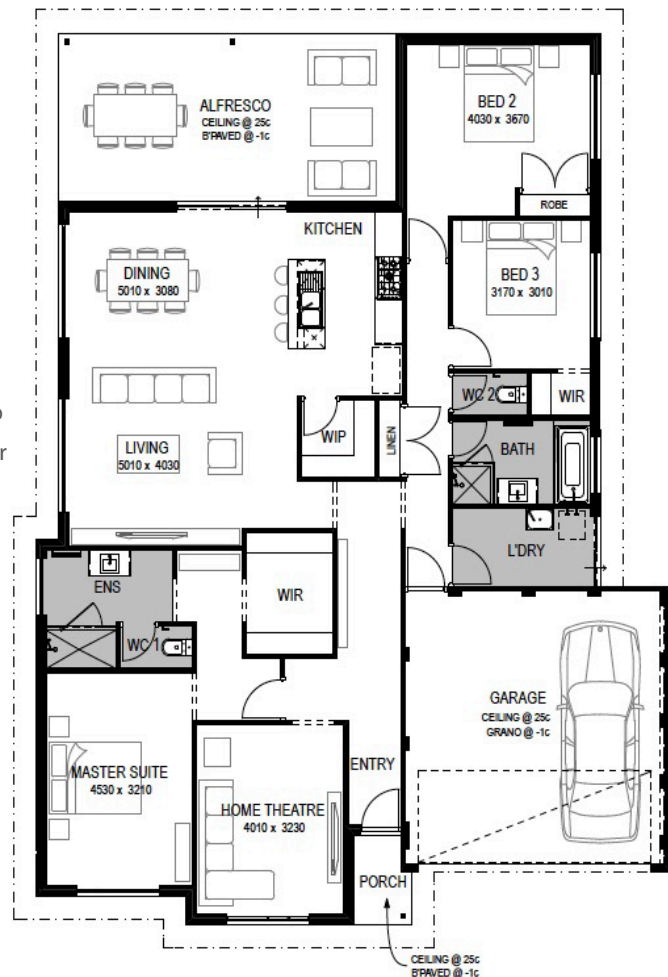 ALFRESCO
CEILING @ 25c
B'PAVED @ -1c
BED 2
4030 x 3670
ROBE
KITCHEN
DINING
5010 x 3080
BED 3
3170 x 3010
WC 2
WIR
WIP
LINEN
BATH
LIVING
5010 x 4030
L'DRY
ENS
WIR
WC 1
GARAGE
CEILING @ 25c
GRANO @ -1c
MASTER SUITE
4530 x 3210
ENTRY
HOME THEATRE
4010 x 3230
PORCH
CEILING @ 25c
B'PAVED @ -1c